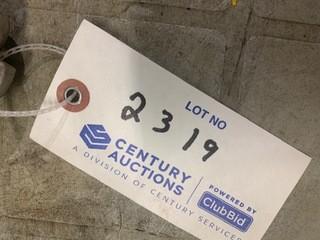 LOT NO
2319
CENTURY
AUCTIONS
A DIVISION OF CENTURY SERVICES
POWERED BY
ClubBid